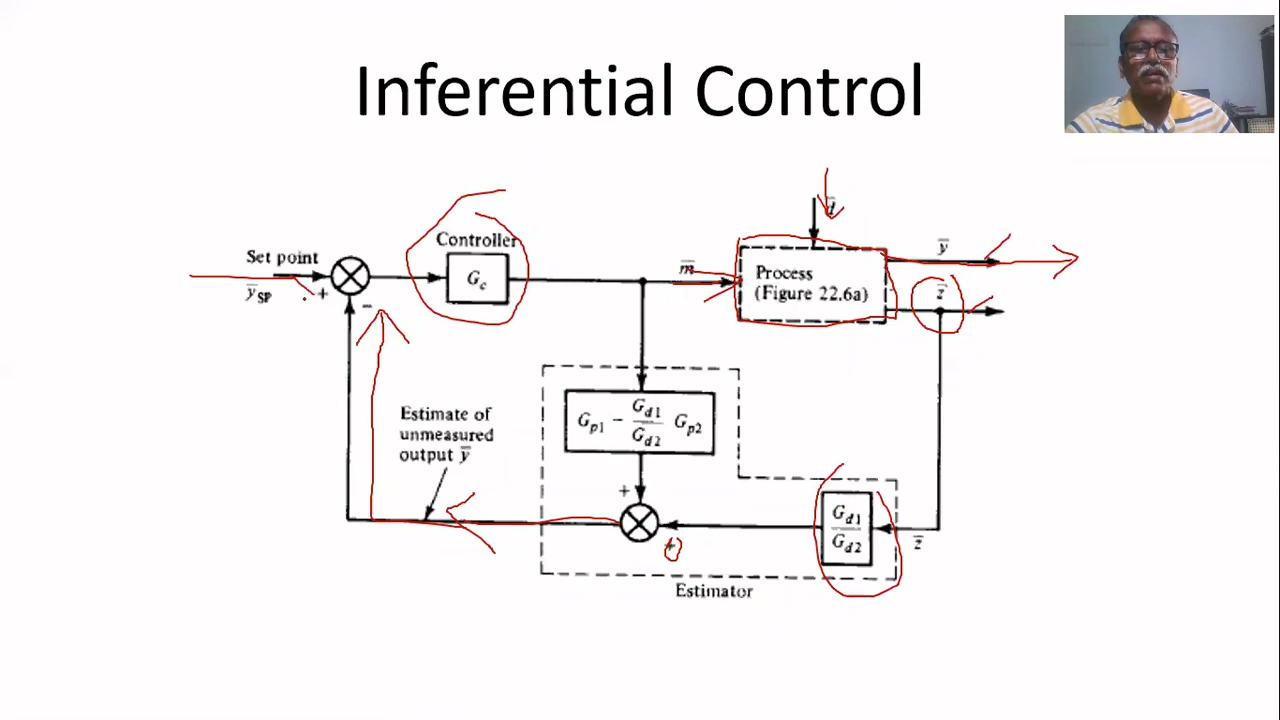 Inferential Control
Set point
y̅SP
+
−
Controller
Gc
m̅
d̅
Process
(Figure 22.6a)
y̅
z̅
Gp1 − Gd1/Gd2 Gp2
Estimate of
unmeasured
output y̅
+
+
Gd1/Gd2
z̅
Estimator